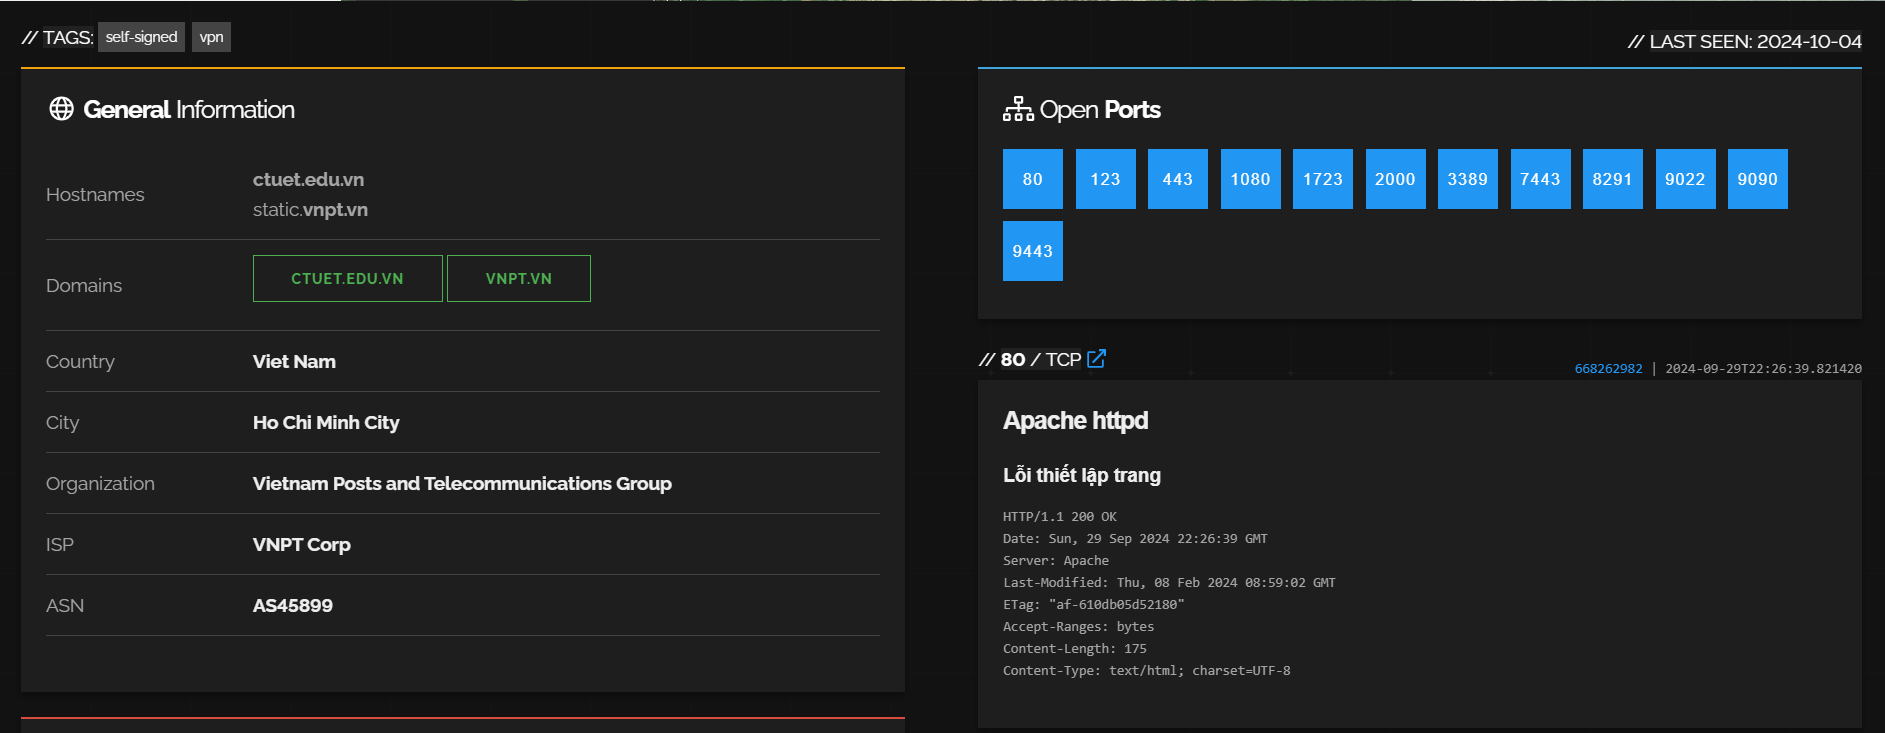 // TAGS: self-signed vpn
// LAST SEEN: 2024-10-04
General Information
Hostnames
ctuet.edu.vn
static.vnpt.vn
Domains
CTUET.EDU.VN VNPT.VN
Country Viet Nam
City Ho Chi Minh City
Organization Vietnam Posts and Telecommunications Group
ISP VNPT Corp
ASN AS45899
Open Ports
80 123 443 1080 1723 2000 3389 7443 8291 9022 9090
9443
// 80 / TCP
668262982 | 2024-09-29T22:26:39.821420
Apache httpd
Lỗi thiết lập trang
HTTP/1.1 200 OK
Date: Sun, 29 Sep 2024 22:26:39 GMT
Server: Apache
Last-Modified: Thu, 08 Feb 2024 08:59:02 GMT
ETag: "af-610db05d52180"
Accept-Ranges: bytes
Content-Length: 175
Content-Type: text/html; charset=UTF-8